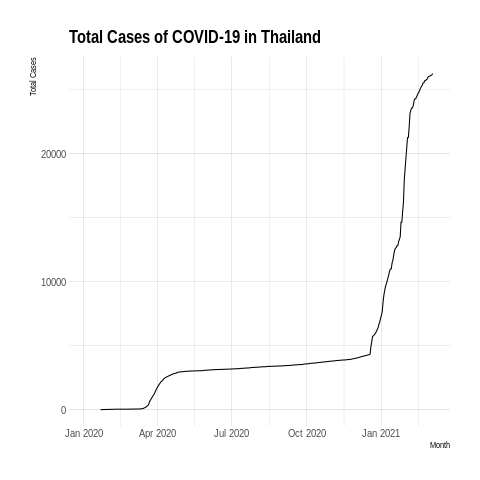 Total Cases of COVID-19 in Thailand
Total Cases
20000
10000
0
Jan 2020 Apr 2020 Jul 2020 Oct 2020 Jan 2021
Month